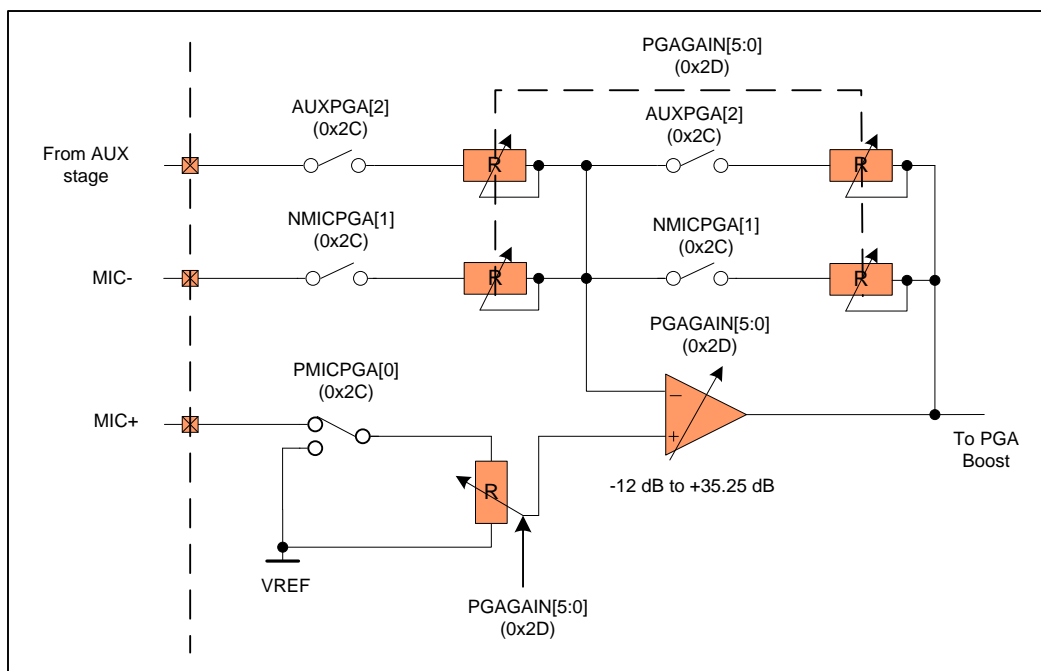 PGAGAIN[5:0]
(0x2D)
AUXPGA[2]
(0x2C)
AUXPGA[2]
(0x2C)
From AUX
stage
R
R
NMICPGA[1]
(0x2C)
NMICPGA[1]
(0x2C)
MIC-
R
R
PGAGAIN[5:0]
(0x2D)
PMICPGA[0]
(0x2C)
MIC+
−
+
To PGA
Boost
R
-12 dB to +35.25 dB
VREF
PGAGAIN[5:0]
(0x2D)